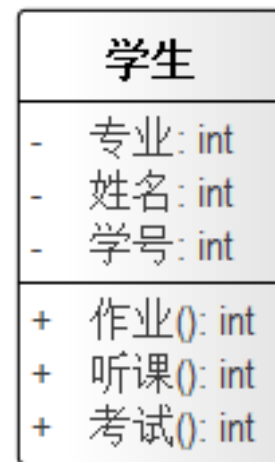 学生
- 专业: int
- 姓名: int
- 学号: int
+ 作业(): int
+ 听课(): int
+ 考试(): int